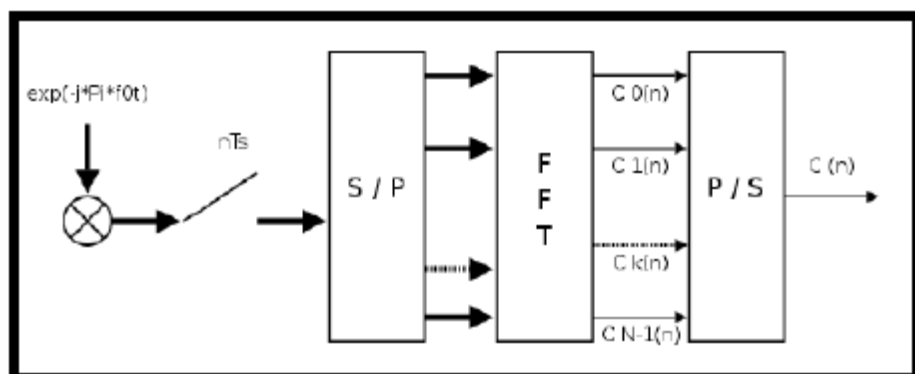 exp(-j*Pi*f0t)
nTs
S / P
F
F
T
C 0(n)
C 1(n)
C k(n)
C N-1(n)
P / S
C (n)